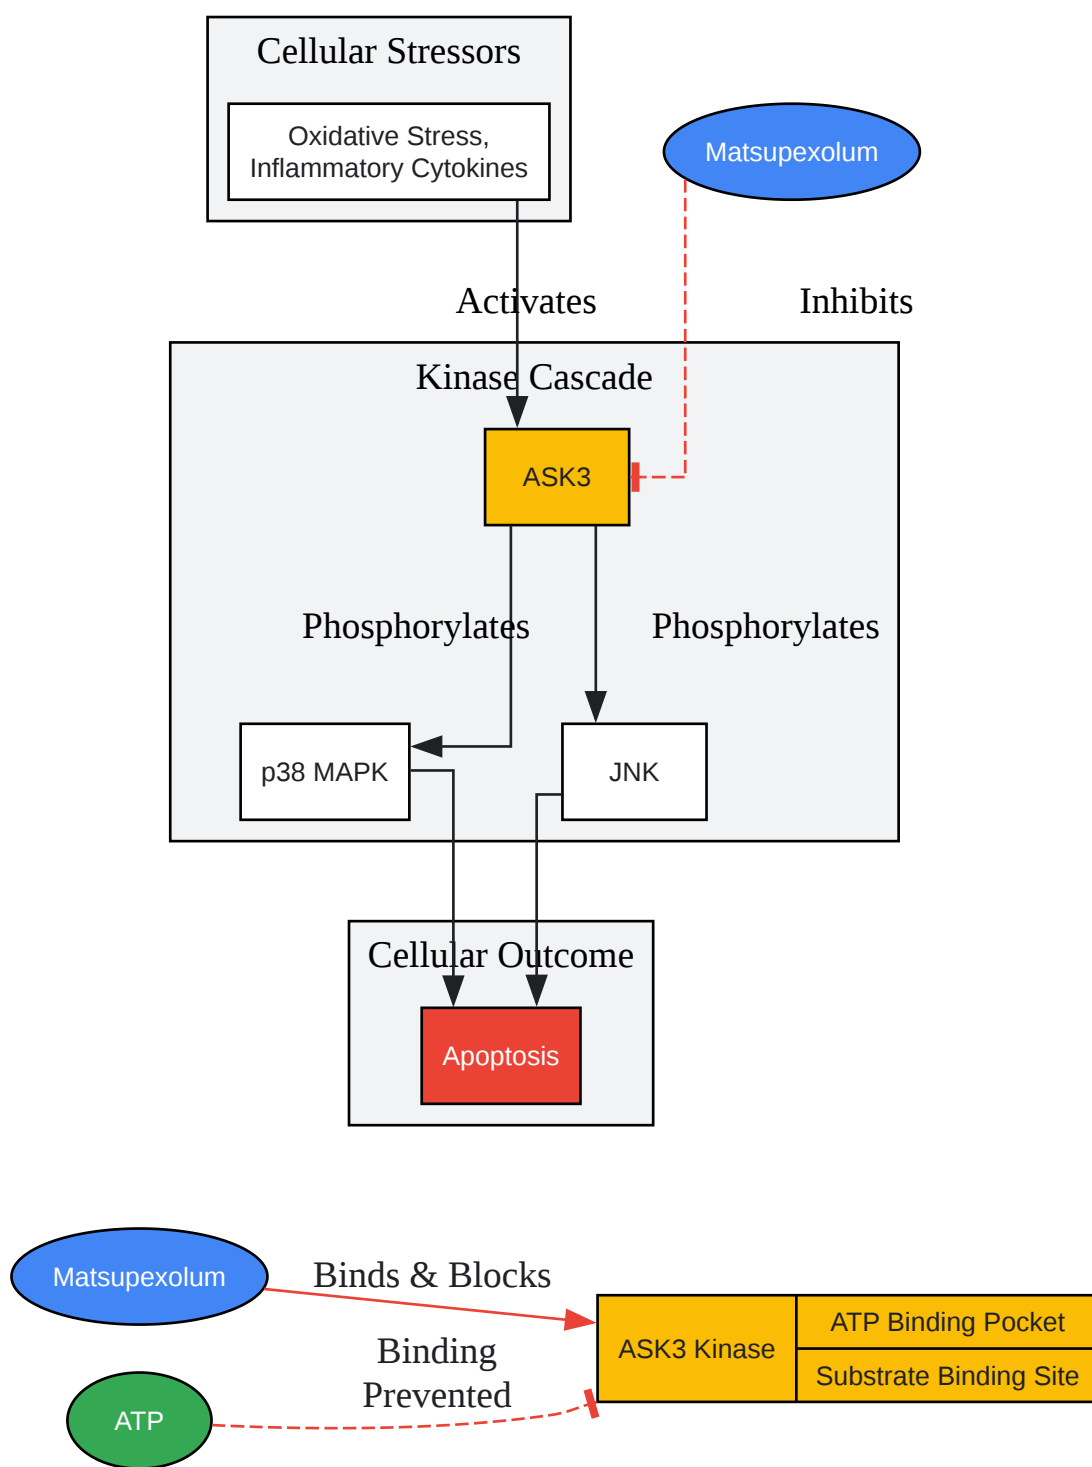 Cellular Stressors
Oxidative Stress,
Inflammatory Cytokines
Matsupexolum
Activates
Inhibits
Kinase Cascade
ASK3
Phosphorylates
Phosphorylates
p38 MAPK
JNK
Cellular Outcome
Apoptosis
Matsupexolum
Binds & Blocks
ASK3 Kinase
ATP Binding Pocket
Substrate Binding Site
Binding
Prevented
ATP